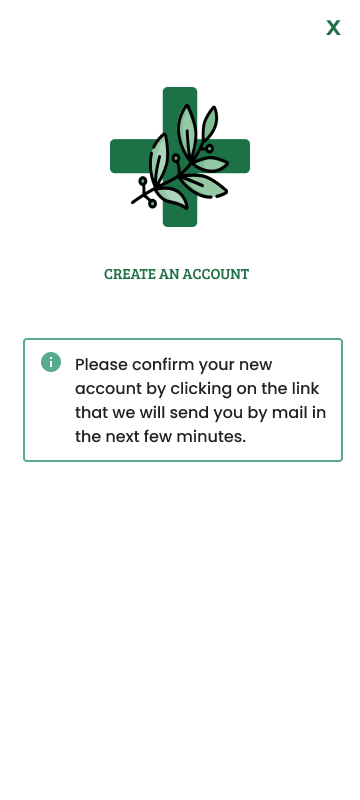 X
CREATE AN ACCOUNT
Please confirm your new
account by clicking on the link
that we will send you by mail in
the next few minutes.